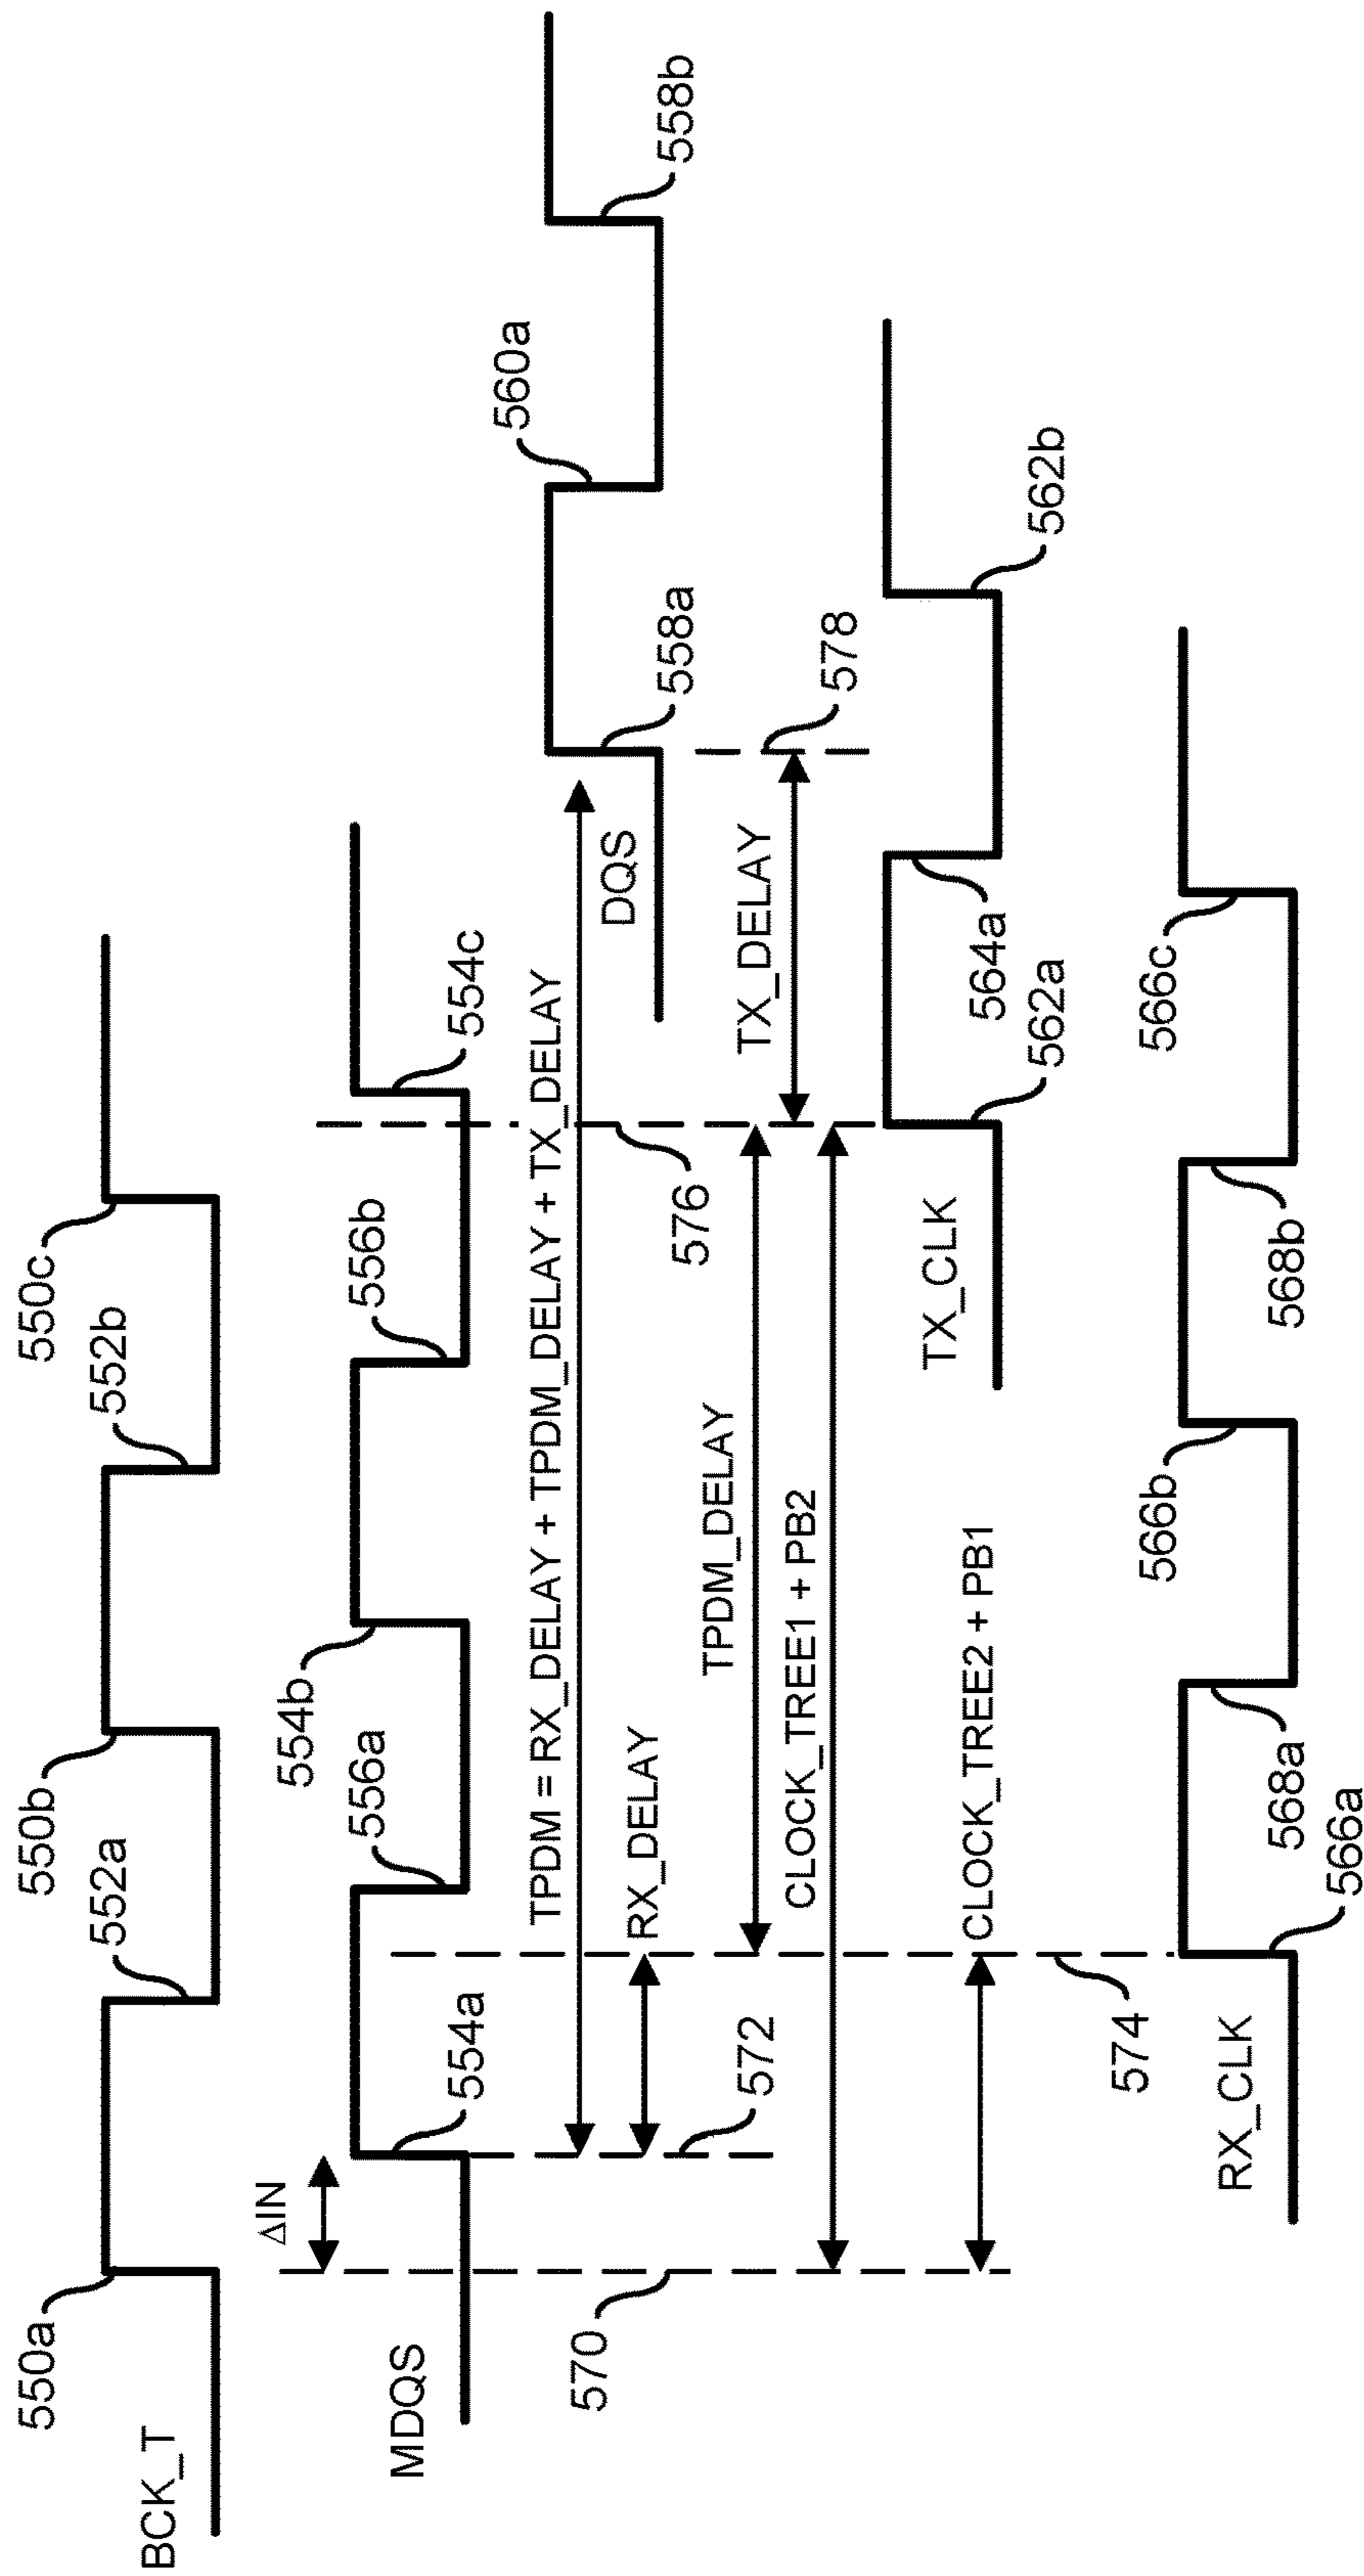 550a
552a
550b
552b
550c
BCK_T
ΔIN
554a
556a
554b
556b
554c
MDQS
TPDM = RX_DELAY + TPDM_DELAY + TX_DELAY
560a
558a
558b
DQS
RX_DELAY
576
572
TPDM_DELAY
TX_DELAY
578
570
CLOCK_TREE1 + PB2
TX_CLK
564a
562a
562b
CLOCK_TREE2 + PB1
574
566b
566c
RX_CLK
568a
568b
566a